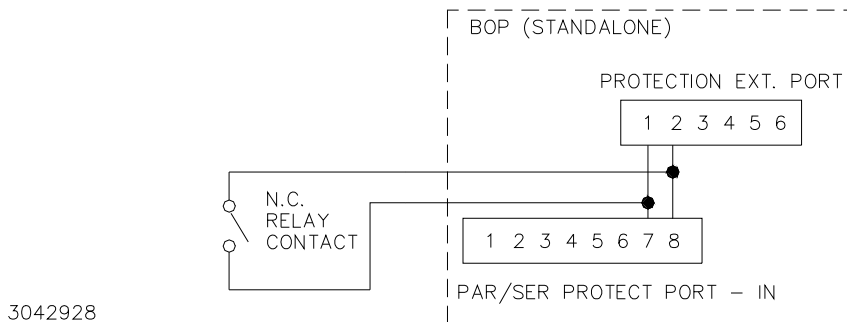 BOP (STANDALONE)
PROTECTION EXT. PORT
1 2 3 4 5 6
N.C.
RELAY
CONTACT
1 2 3 4 5 6 7 8
PAR/SER PROTECT PORT – IN
3042928